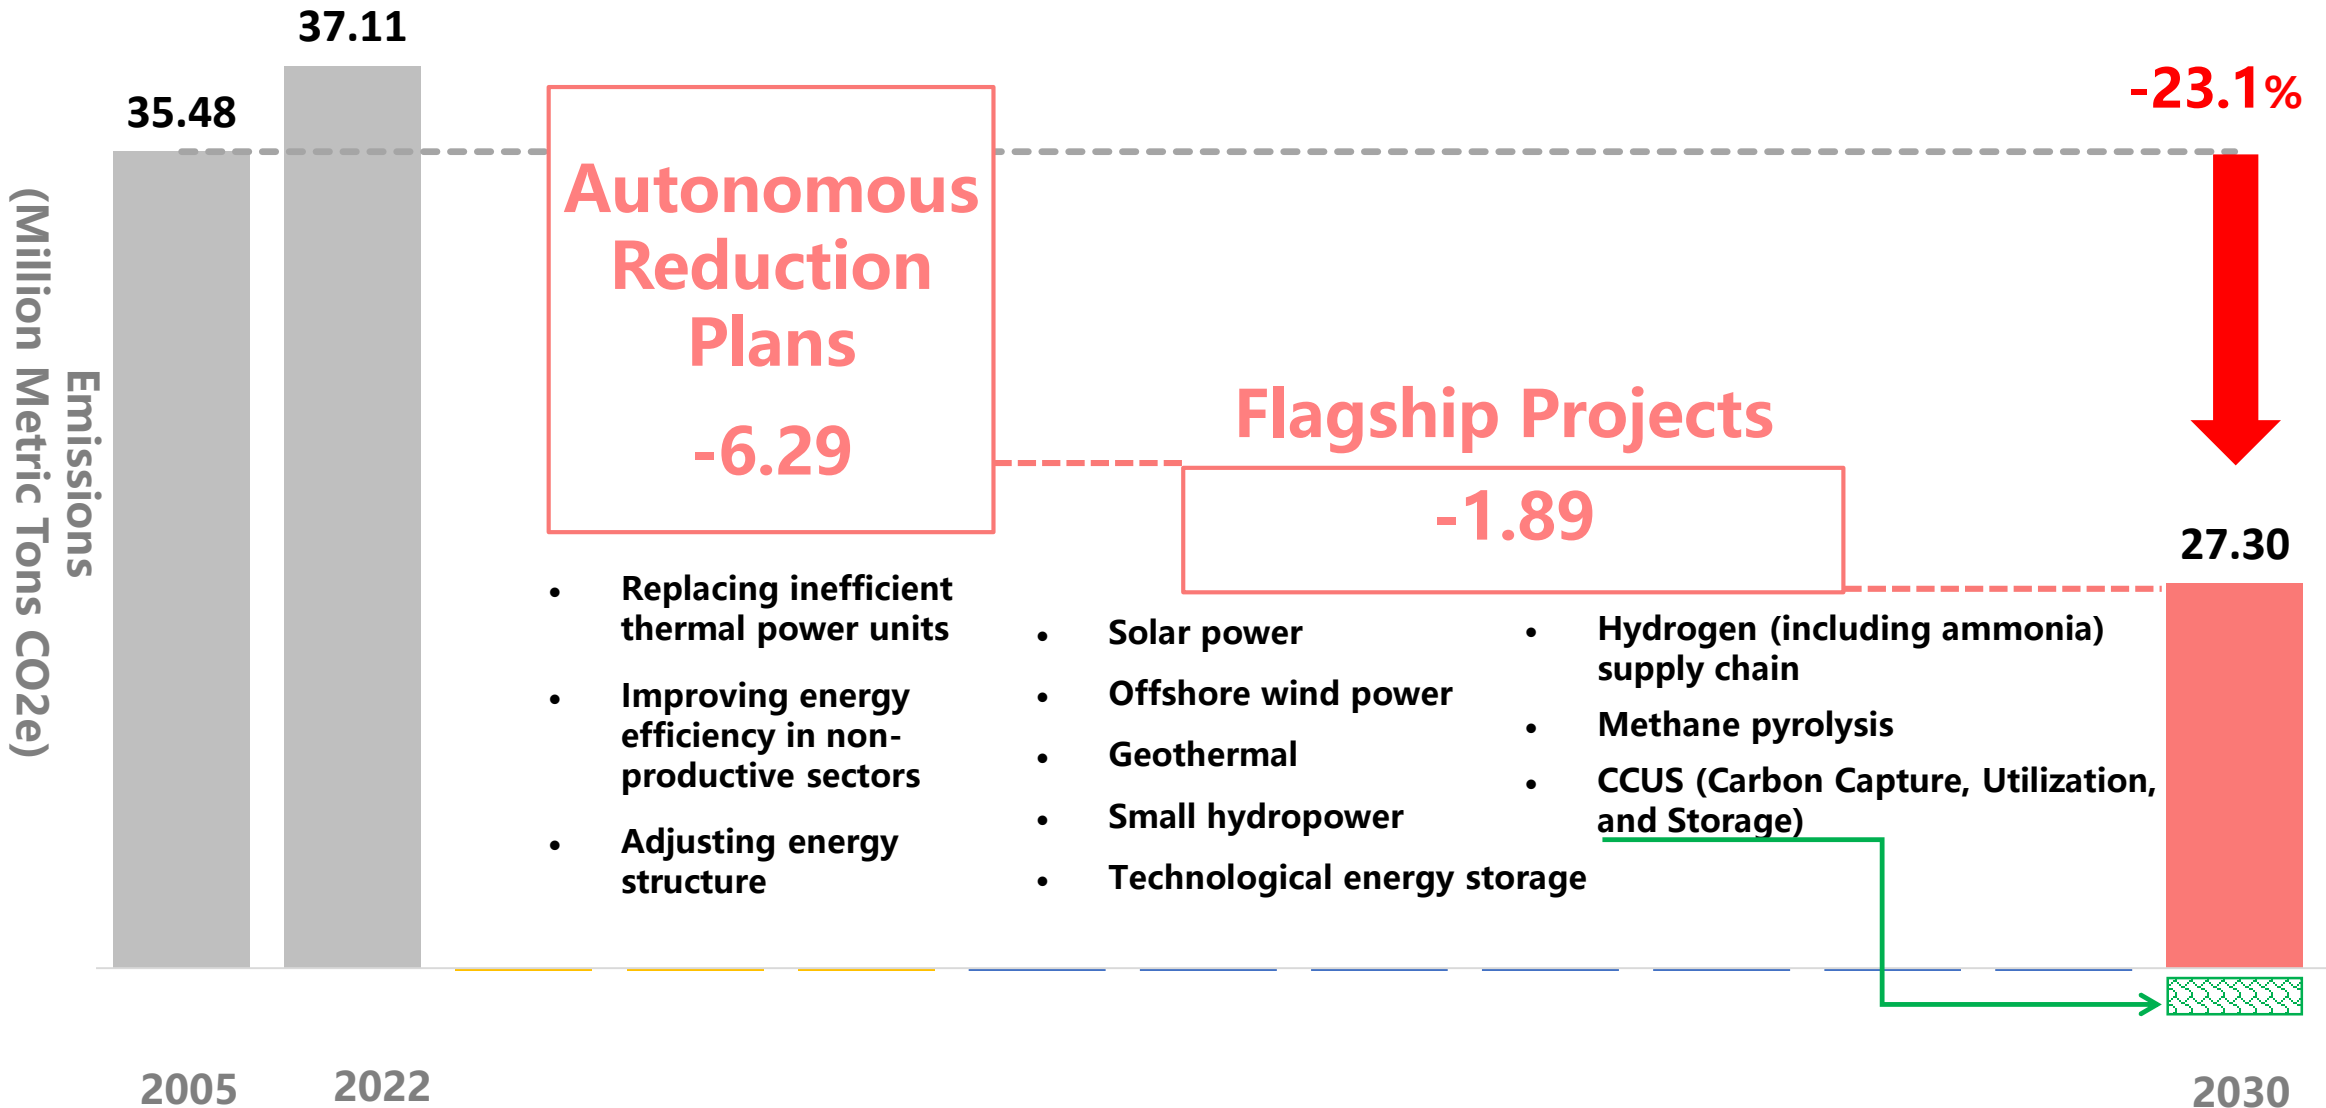 37.11
35.48
-23.1%
Emissions
(Million Metric Tons CO2e)
Autonomous
Reduction
Plans
-6.29
Flagship Projects
-1.89
27.30
• Replacing inefficient
thermal power units
• Improving energy
efficiency in non-
productive sectors
• Adjusting energy
structure
• Solar power
• Offshore wind power
• Geothermal
• Small hydropower
• Technological energy storage
• Hydrogen (including ammonia)
supply chain
• Methane pyrolysis
• CCUS (Carbon Capture, Utilization,
and Storage)
2005
2022
2030